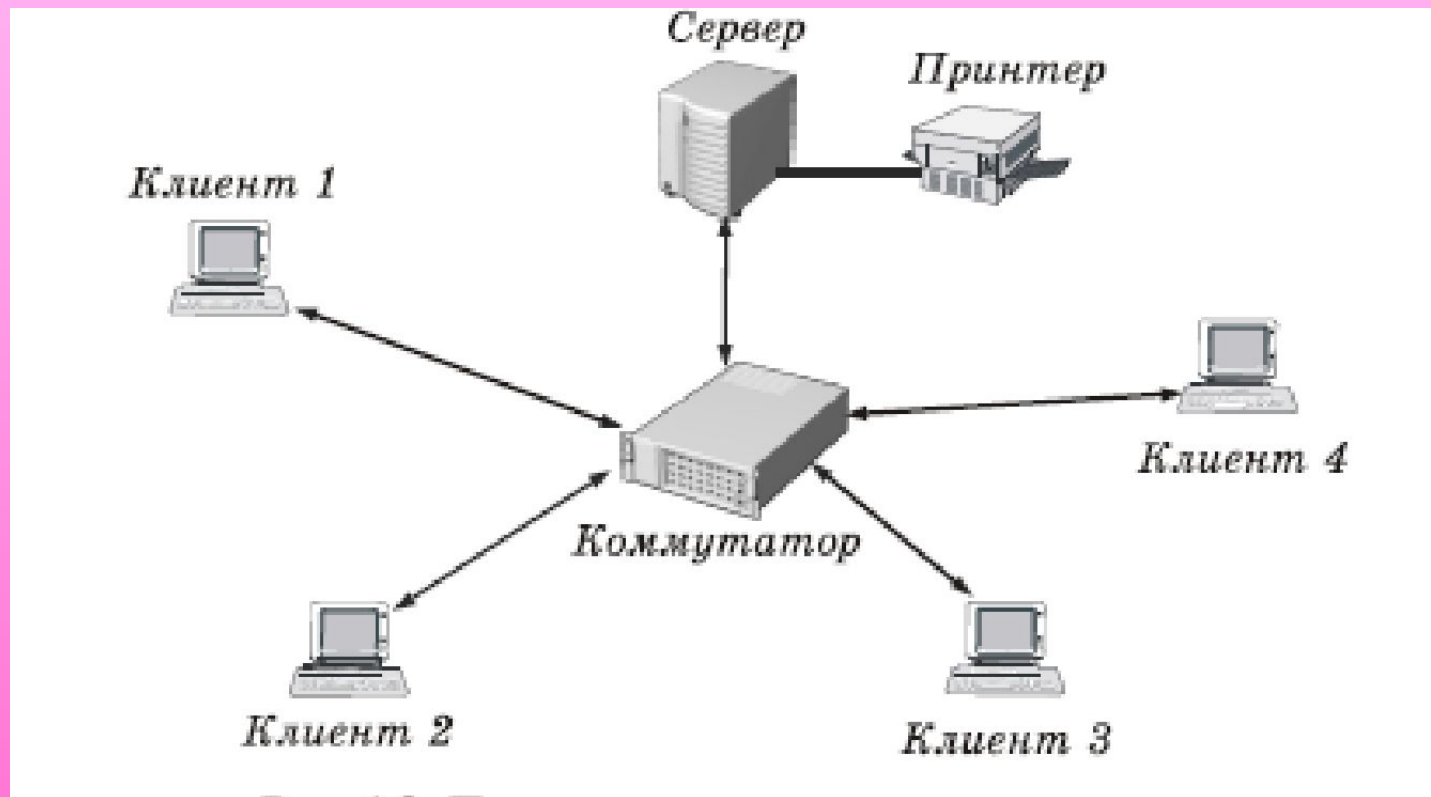 Сервер
Принтер
Клиент 1
Клиент 4
Коммутатор
Клиент 2
Клиент 3